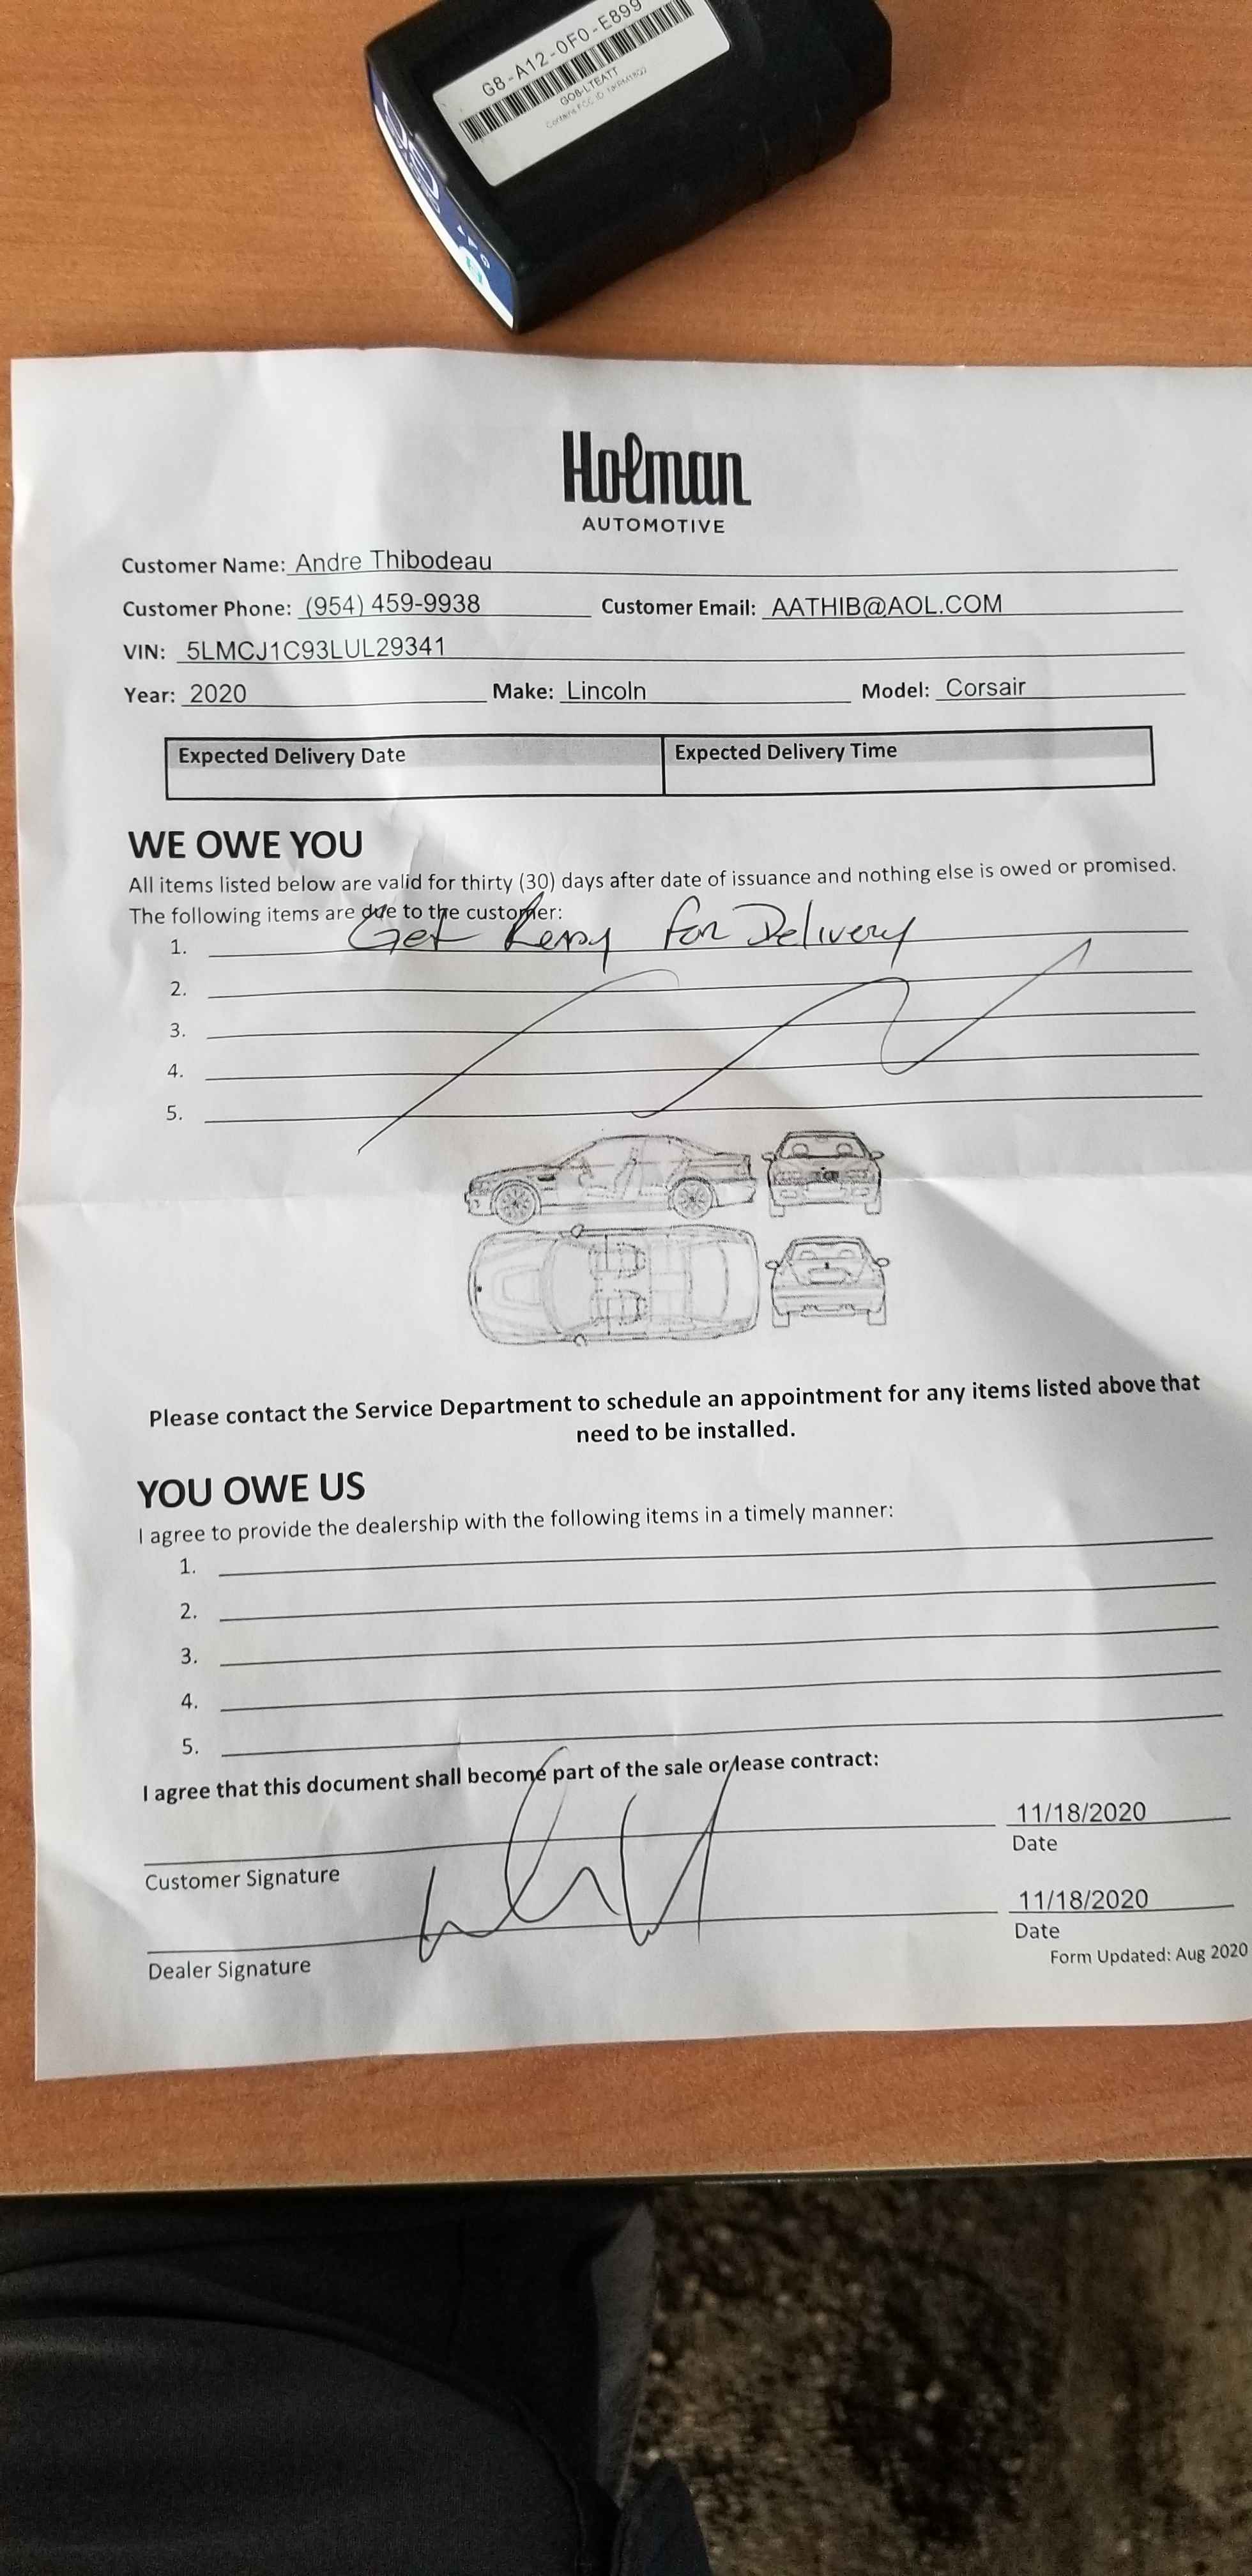 G8-A12-0F0-E899
GO8-LTEATT
Contains FCC ID:
Holman
AUTOMOTIVE
Customer Name: Andre Thibodeau
Customer Phone: (954) 459-9938 Customer Email: AATHIB@AOL.COM
VIN: 5LMCJ1C93LUL29341
Year: 2020 Make: Lincoln Model: Corsair
Expected Delivery Date Expected Delivery Time
WE OWE YOU
All items listed below are valid for thirty (30) days after date of issuance and nothing else is owed or promised.
The following items are due to the customer:
1. Get Ready for Delivery
2.
3.
4.
5.
Please contact the Service Department to schedule an appointment for any items listed above that
need to be installed.
YOU OWE US
I agree to provide the dealership with the following items in a timely manner:
1.
2.
3.
4.
5.
I agree that this document shall become part of the sale or lease contract:
11/18/2020
Customer Signature Date
11/18/2020
Dealer Signature Date
Form Updated: Aug 2020